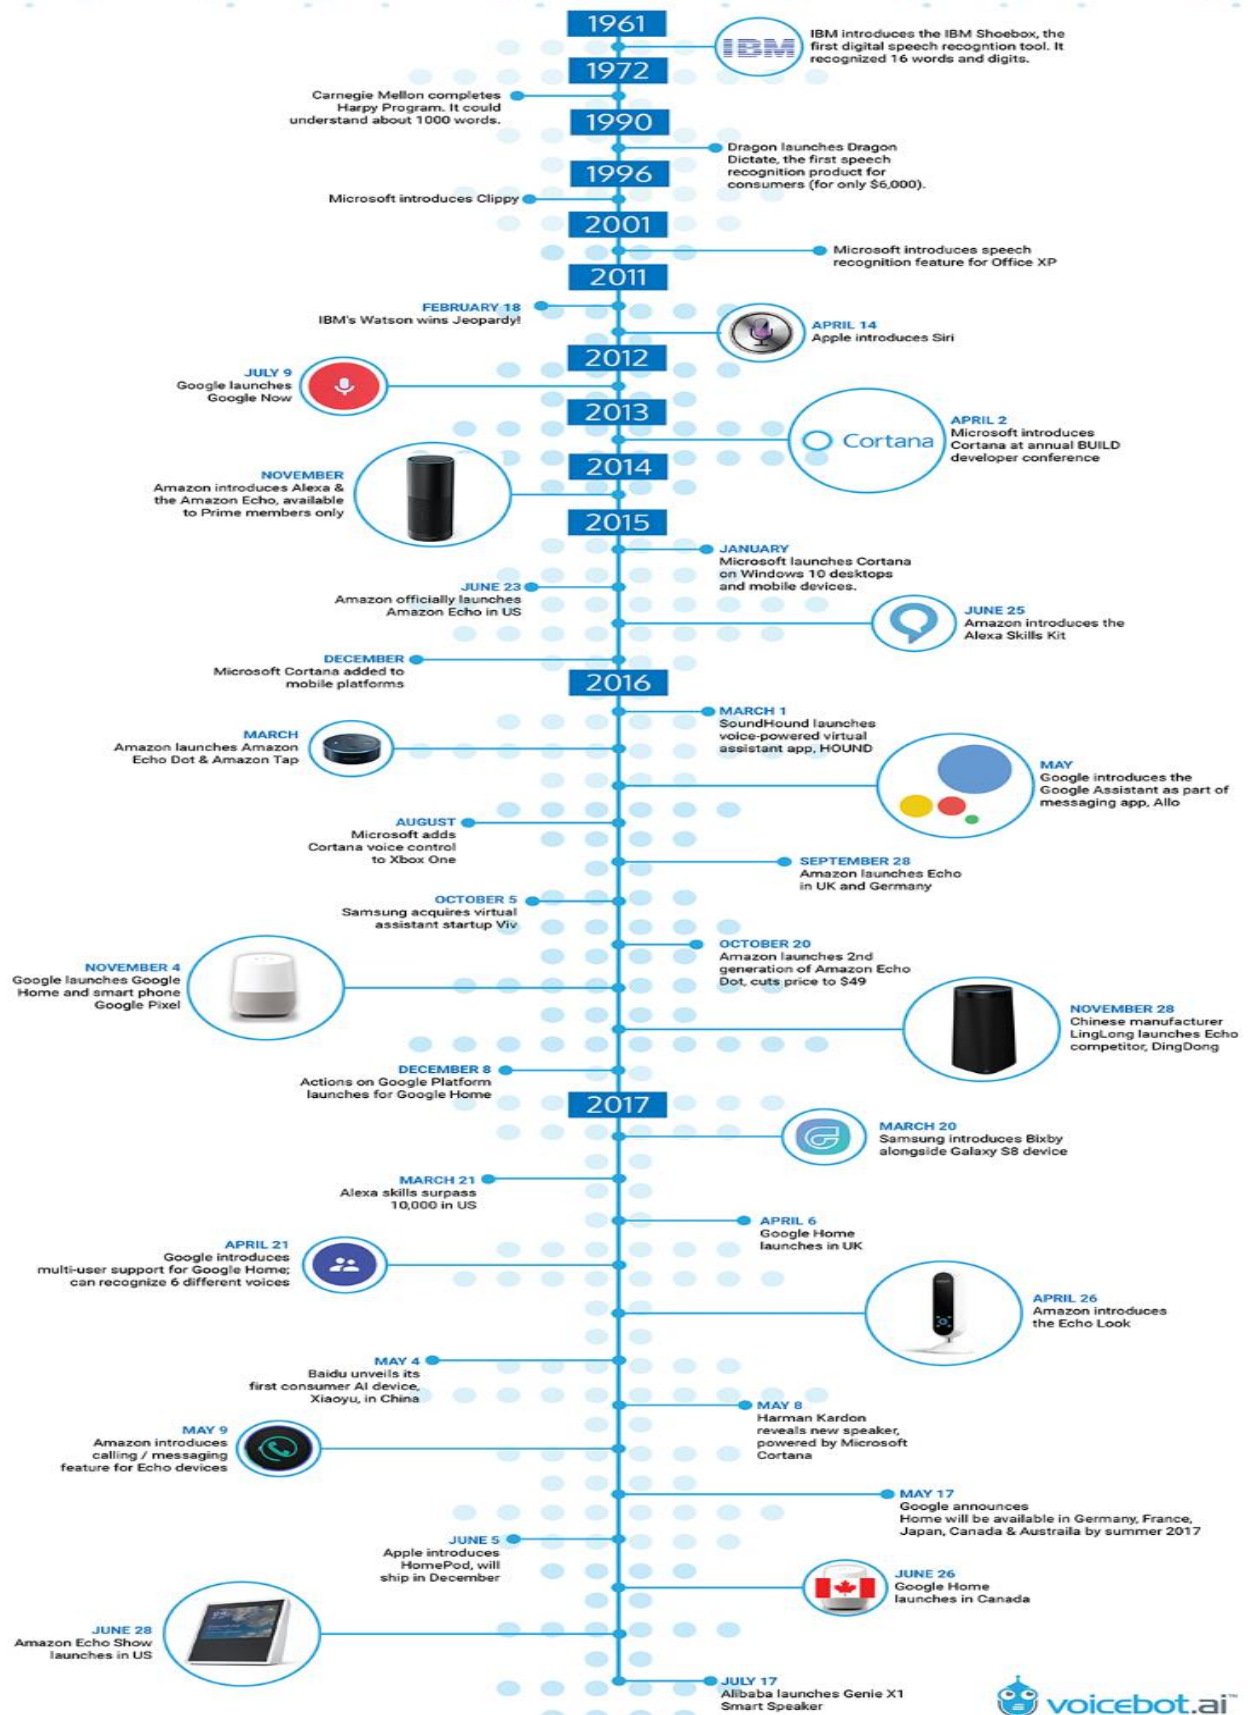 1961
IBM
IBM introduces the IBM Shoebox, the
first digital speech recogntion tool. It
recognized 16 words and digits.
1972
Carnegie Mellon completes
Harpy Program. It could
understand about 1000 words.
1990
Dragon launches Dragon
Dictate, the first speech
recognition product for
consumers (for only $6,000).
1996
Microsoft introduces Clippy
2001
Microsoft introduces speech
recognition feature for Office XP
2011
FEBRUARY 18
IBM's Watson wins Jeopardy!
APRIL 14
Apple introduces Siri
2012
JULY 9
Google launches
Google Now
2013
Cortana
APRIL 2
Microsoft introduces
Cortana at annual BUILD
developer conference
2014
NOVEMBER
Amazon introduces Alexa &
the Amazon Echo, available
to Prime members only
2015
JANUARY
Microsoft launches Cortana
on Windows 10 desktops
and mobile devices.
JUNE 23
Amazon officially launches
Amazon Echo in US
JUNE 25
Amazon introduces the
Alexa Skills Kit
DECEMBER
Microsoft Cortana added to
mobile platforms
2016
MARCH 1
SoundHound launches
voice-powered virtual
assistant app, HOUND
MARCH
Amazon launches Amazon
Echo Dot & Amazon Tap
MAY
Google introduces the
Google Assistant as part of
messaging app, Allo
AUGUST
Microsoft adds
Cortana voice control
to Xbox One
SEPTEMBER 28
Amazon launches Echo
in UK and Germany
OCTOBER 5
Samsung acquires virtual
assistant startup Viv
OCTOBER 20
Amazon launches 2nd
generation of Amazon Echo
Dot, cuts price to $49
NOVEMBER 4
Google launches Google
Home and smart phone
Google Pixel
NOVEMBER 28
Chinese manufacturer
LingLong launches Echo
competitor, DingDong
DECEMBER 8
Actions on Google Platform
launches for Google Home
2017
MARCH 20
Samsung introduces Bixby
alongside Galaxy S8 device
MARCH 21
Alexa skills surpass
10,000 in US
APRIL 6
Google Home
launches in UK
APRIL 21
Google introduces
multi-user support for Google Home;
can recognize 6 different voices
APRIL 26
Amazon introduces
the Echo Look
MAY 4
Baidu unveils its
first consumer AI device,
Xiaoyu, in China
MAY 8
Harman Kardon
reveals new speaker,
powered by Microsoft
Cortana
MAY 9
Amazon introduces
calling / messaging
feature for Echo devices
MAY 17
Google announces
Home will be available in Germany, France,
Japan, Canada & Austraila by summer 2017
JUNE 5
Apple introduces
HomePod, will
ship in December
JUNE 26
Google Home
launches in Canada
JUNE 28
Amazon Echo Show
launches in US
JULY 17
Alibaba launches Genie X1
Smart Speaker
voicebot.ai™